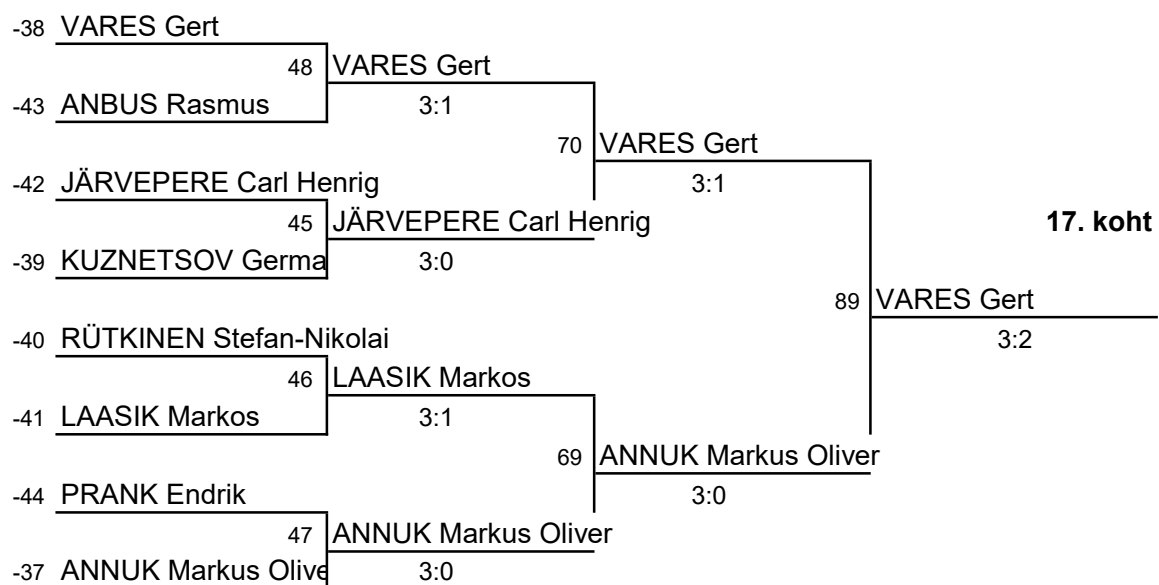 -38 VARES Gert
48 VARES Gert
-43 ANBUS Rasmus 3:1
70 VARES Gert
-42 JÄRVEPERE Carl Henrig 3:1
45 JÄRVEPERE Carl Henrig 17. koht
-39 KUZNETSOV Germa 3:0
89 VARES Gert
-40 RÜTKINEN Stefan-Nikolai 3:2
46 LAASIK Markos
-41 LAASIK Markos 3:1
69 ANNUK Markus Oliver
-44 PRANK Endrik 3:0
47 ANNUK Markus Oliver
-37 ANNUK Markus Olive 3:0